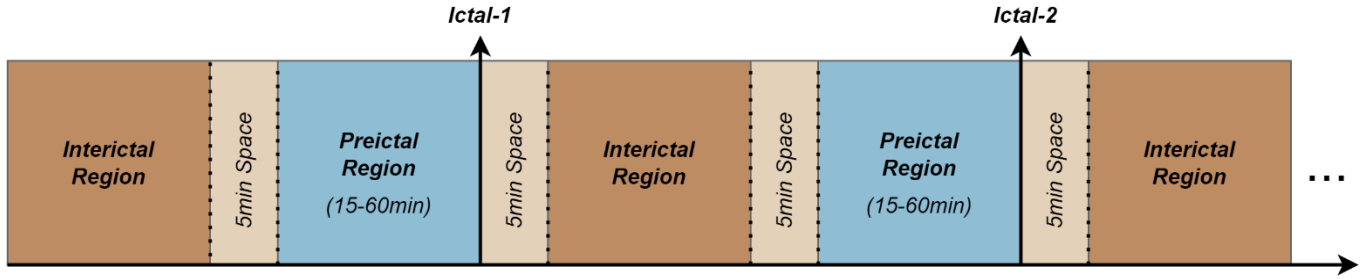 Ictal-1
Ictal-2
Interictal
Region
5min Space
Preictal
Region
(15-60min)
5min Space
Interictal
Region
5min Space
Preictal
Region
(15-60min)
5min Space
Interictal
Region
...